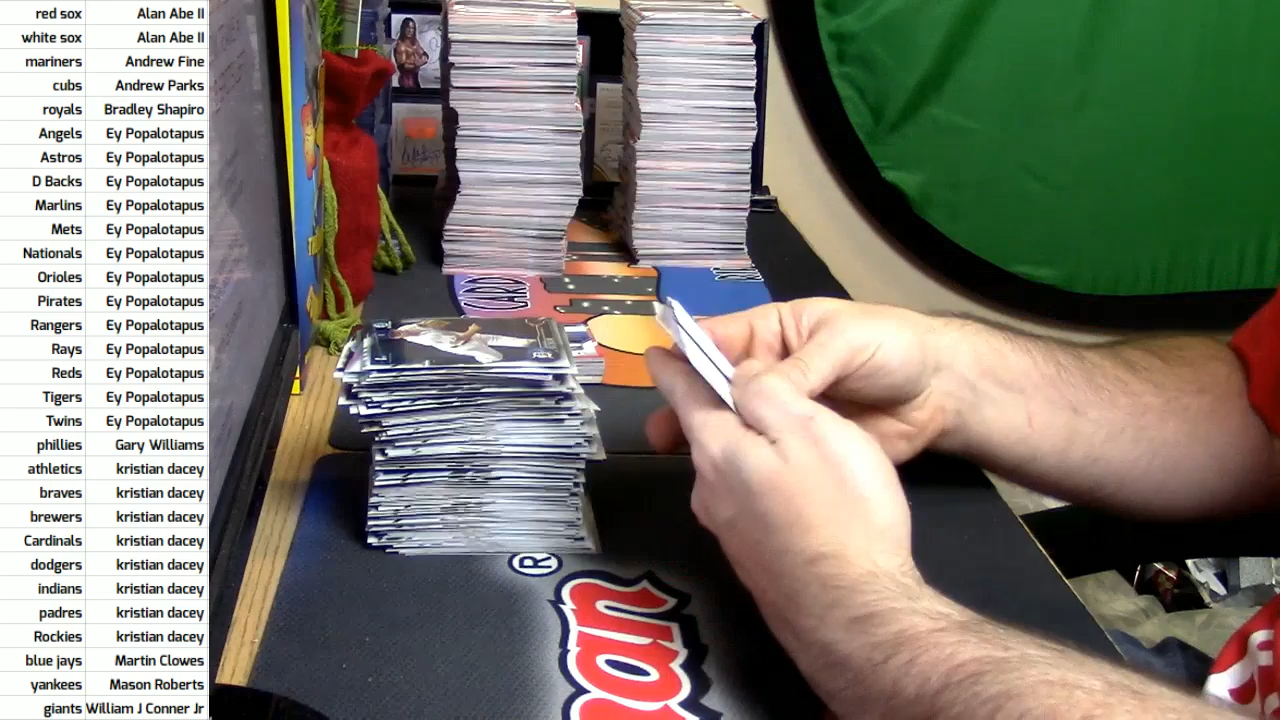 red sox Alan Abe II
white sox Alan Abe II
mariners Andrew Fine
cubs Andrew Parks
royals Bradley Shapiro
Angels Ey Popalotapus
Astros Ey Popalotapus
D Backs Ey Popalotapus
Marlins Ey Popalotapus
Mets Ey Popalotapus
Nationals Ey Popalotapus
Orioles Ey Popalotapus
Pirates Ey Popalotapus
Rangers Ey Popalotapus
Rays Ey Popalotapus
Reds Ey Popalotapus
Tigers Ey Popalotapus
Twins Ey Popalotapus
phillies Gary Williams
athletics kristian dacey
braves kristian dacey
brewers kristian dacey
Cardinals kristian dacey
dodgers kristian dacey
indians kristian dacey
padres kristian dacey
Rockies kristian dacey
blue jays Martin Clowes
yankees Mason Roberts
giants William J Conner Jr
CARD
®